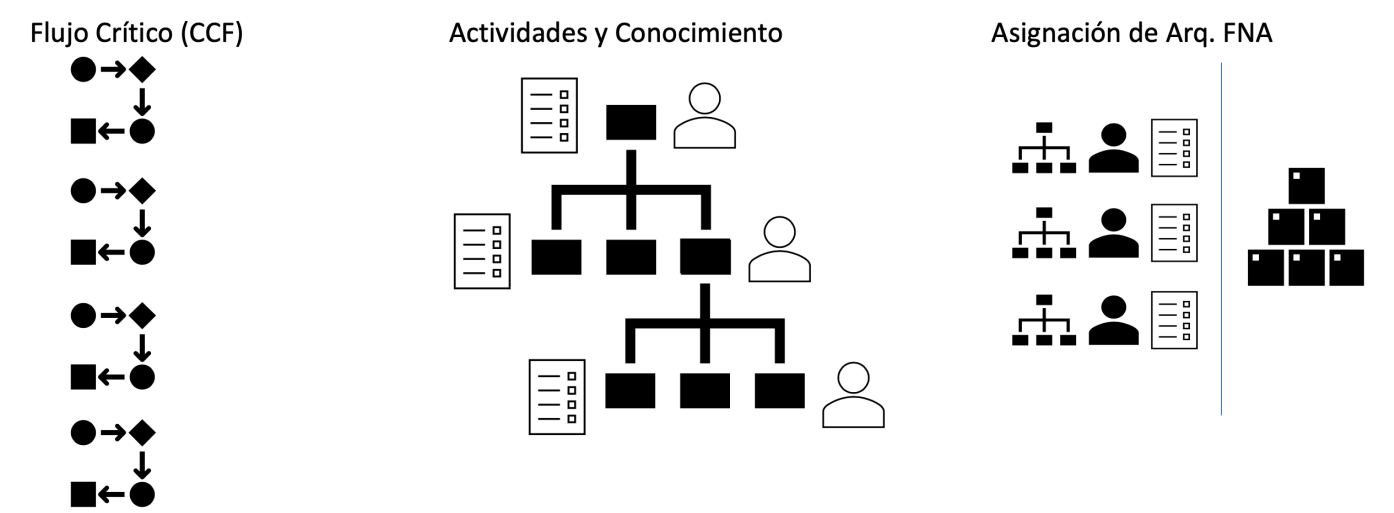 Flujo Crítico (CCF)
Actividades y Conocimiento
Asignación de Arq. FNA